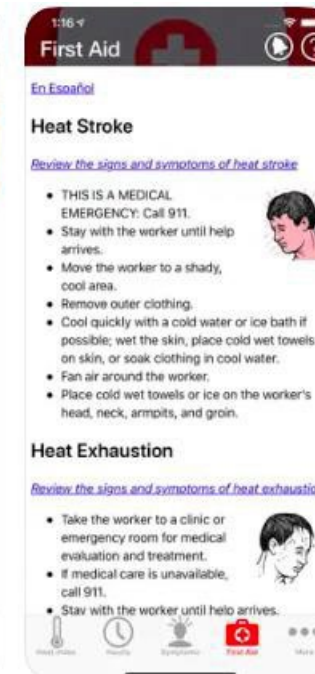 1:16
First Aid
En Español
Heat Stroke
Review the signs and symptoms of heat stroke
• THIS IS A MEDICAL
EMERGENCY: Call 911.
• Stay with the worker until help
arrives.
• Move the worker to a shady,
cool area.
• Remove outer clothing.
• Cool quickly with a cold water or ice bath if
possible; wet the skin, place cold wet towels
on skin, or soak clothing in cool water.
• Fan air around the worker.
• Place cold wet towels or ice on the worker's
head, neck, armpits, and groin.
Heat Exhaustion
Review the signs and symptoms of heat exhaustio
• Take the worker to a clinic or
emergency room for medical
evaluation and treatment.
• If medical care is unavailable,
call 911.
• Stay with the worker until help arrives.
Heat Index Hourly Symptoms First Aid More